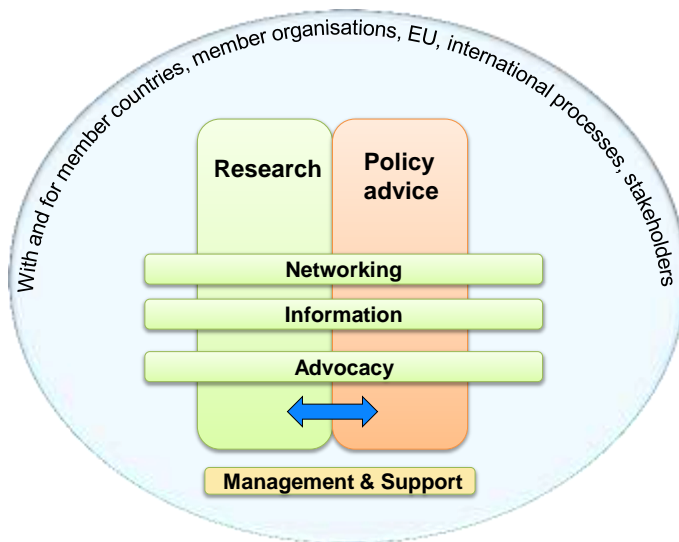 With and for member countries, member organisations, EU, international processes, stakeholders
Research
Policy
advice
Networking
Information
Advocacy
Management & Support